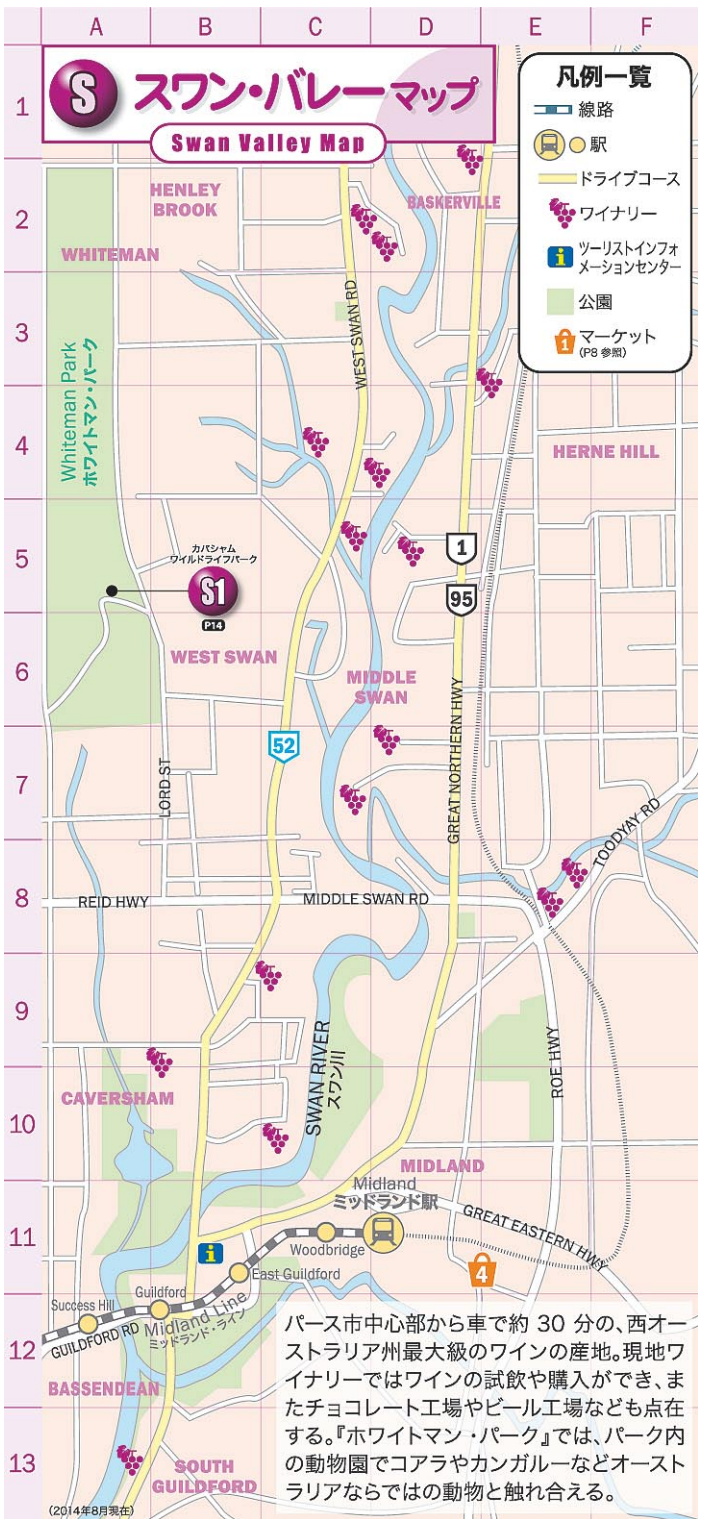 A B C D E F
1
2
3
4
5
6
7
8
9
10
11
12
13
S スワン・バレーマップ
Swan Valley Map
凡例一覧
線路
駅
ドライブコース
ワイナリー
i ツーリストインフォ
メーションセンター
公園
1 マーケット
(P8 参照)
HENLEY
BROOK
BASKERVILLE
WHITEMAN
WEST SWAN RD
Whiteman Park
ホワイトマン・パーク
HERNE HILL
カバシャム
ワイルドライフパーク
S1
P14
1
95
WEST SWAN
MIDDLE
SWAN
52
LORD ST
GREAT NORTHERN HWY
TOODYAY RD
REID HWY
MIDDLE SWAN RD
SWAN RIVER
スワン川
ROE HWY
CAVERSHAM
MIDLAND
Midland
ミッドランド駅
GREAT EASTERN HWY
i
Woodbridge
4
East Guildford
Guildford
Success Hill
GUILDFORD RD
Midland Line
ミッドランド・ライン
BASSENDEAN
SOUTH
GUILDFORD
パース市中心部から車で約 30 分の、西オー
ストラリア州最大級のワインの産地。現地ワ
イナリーではワインの試飲や購入ができ、ま
たチョコレート工場やビール工場なども点在
する。『ホワイトマン・パーク』では、パーク内
の動物園でコアラやカンガルーなどオースト
ラリアならではの動物と触れ合える。
(2014年8月現在)